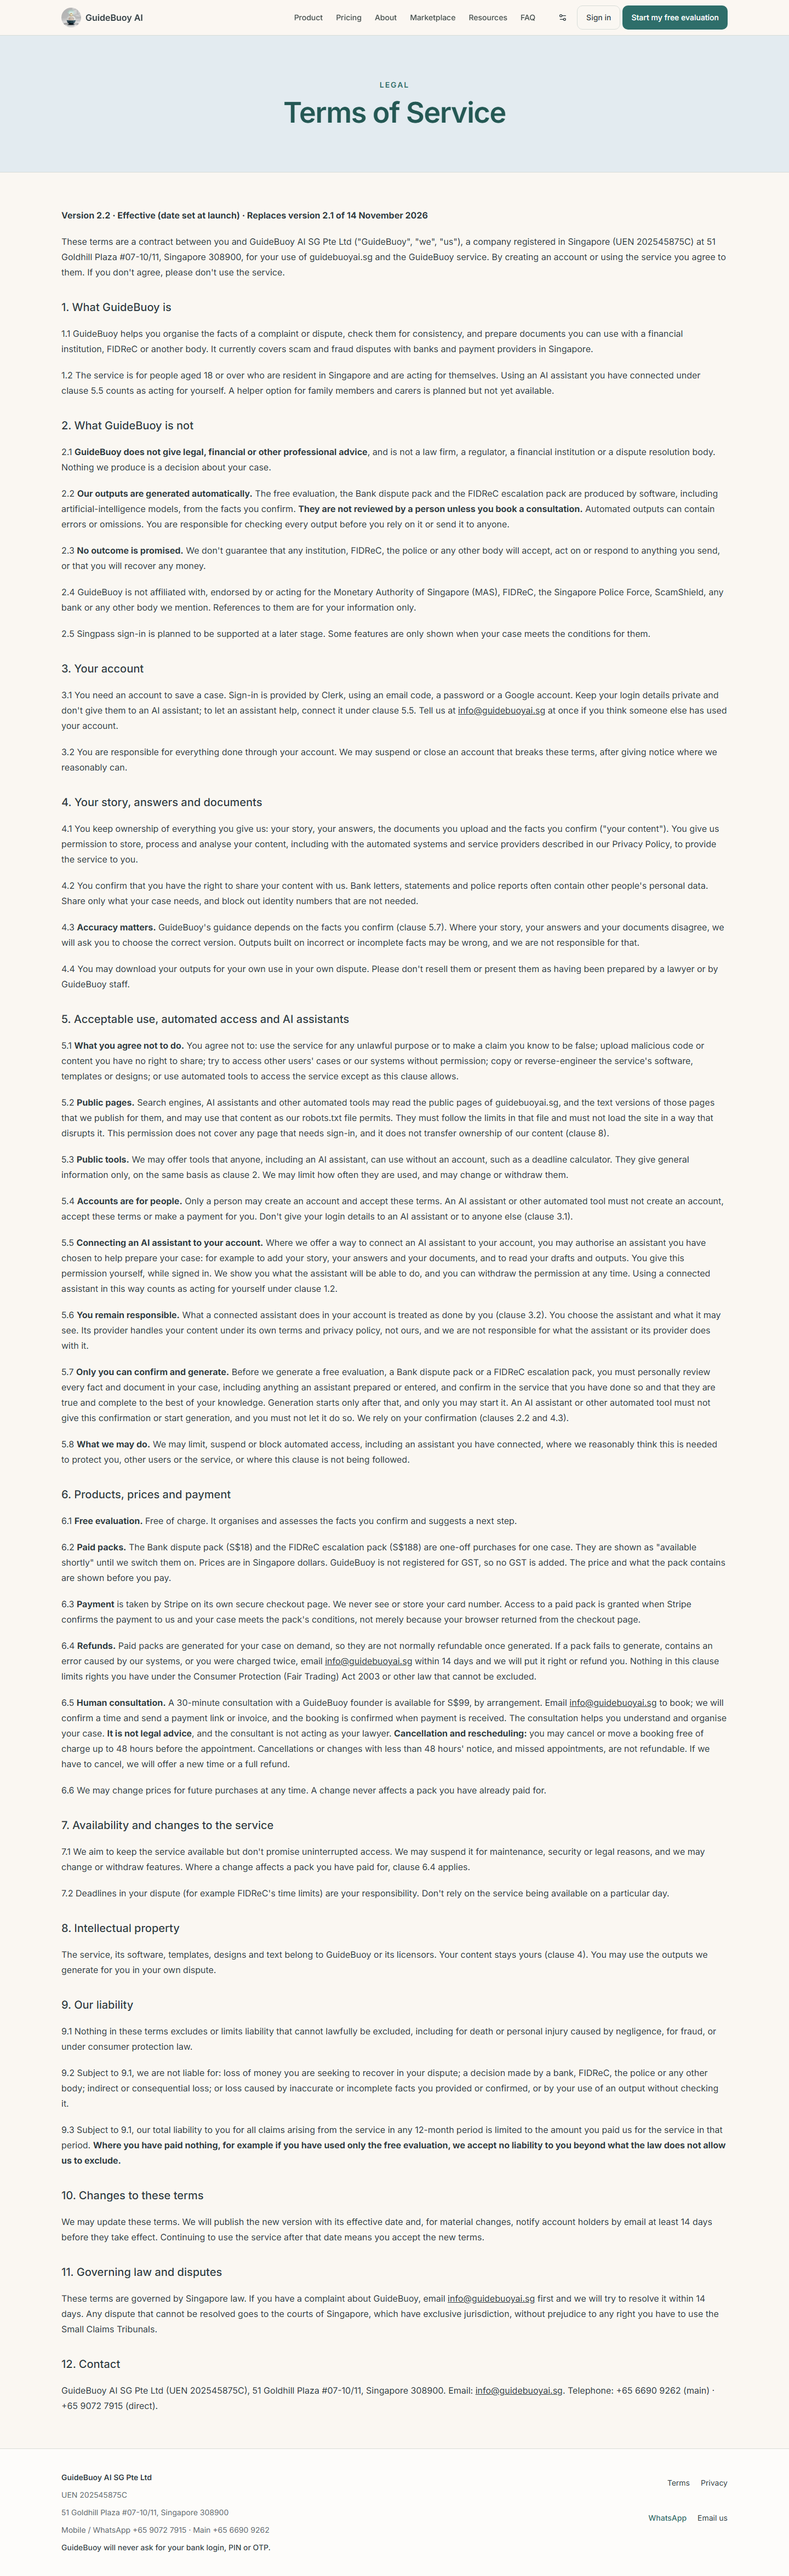 GuideBuoy AI
Product Pricing About Marketplace Resources FAQ Sign in Start my free evaluation
LEGAL
Terms of Service
Version 2.2 · Effective (date set at launch) · Replaces version 2.1 of 14 November 2026
These terms are a contract between you and GuideBuoy AI SG Pte Ltd ("GuideBuoy", "we", "us"), a company registered in Singapore (UEN 202545875C) at 51
Goldhill Plaza #07-10/11, Singapore 308900, for your use of guidebuoyai.sg and the GuideBuoy service. By creating an account or using the service you agree to
them. If you don't agree, please don't use the service.
1. What GuideBuoy is
1.1 GuideBuoy helps you organise the facts of a complaint or dispute, check them for consistency, and prepare documents you can use with a financial
institution, FIDReC or another body. It currently covers scam and fraud disputes with banks and payment providers in Singapore.
1.2 The service is for people aged 18 or over who are resident in Singapore and are acting for themselves. Using an AI assistant you have connected under
clause 5.5 counts as acting for yourself. A helper option for family members and carers is planned but not yet available.
2. What GuideBuoy is not
2.1 GuideBuoy does not give legal, financial or other professional advice, and is not a law firm, a regulator, a financial institution or a dispute resolution body.
Nothing we produce is a decision about your case.
2.2 Our outputs are generated automatically. The free evaluation, the Bank dispute pack and the FIDReC escalation pack are produced by software, including
artificial-intelligence models, from the facts you confirm. They are not reviewed by a person unless you book a consultation. Automated outputs can contain
errors or omissions. You are responsible for checking every output before you rely on it or send it to anyone.
2.3 No outcome is promised. We don't guarantee that any institution, FIDReC, the police or any other body will accept, act on or respond to anything you send,
or that you will recover any money.
2.4 GuideBuoy is not affiliated with, endorsed by or acting for the Monetary Authority of Singapore (MAS), FIDReC, the Singapore Police Force, ScamShield, any
bank or any other body we mention. References to them are for your information only.
2.5 Singpass sign-in is planned to be supported at a later stage. Some features are only shown when your case meets the conditions for them.
3. Your account
3.1 You need an account to save a case. Sign-in is provided by Clerk, using an email code, a password or a Google account. Keep your login details private and
don't give them to an AI assistant; to let an assistant help, connect it under clause 5.5. Tell us at info@guidebuoyai.sg at once if you think someone else has used
your account.
3.2 You are responsible for everything done through your account. We may suspend or close an account that breaks these terms, after giving notice where we
reasonably can.
4. Your story, answers and documents
4.1 You keep ownership of everything you give us: your story, your answers, the documents you upload and the facts you confirm ("your content"). You give us
permission to store, process and analyse your content, including with the automated systems and service providers described in our Privacy Policy, to provide
the service to you.
4.2 You confirm that you have the right to share your content with us. Bank letters, statements and police reports often contain other people's personal data.
Share only what your case needs, and block out identity numbers that are not needed.
4.3 Accuracy matters. GuideBuoy's guidance depends on the facts you confirm (clause 5.7). Where your story, your answers and your documents disagree, we
will ask you to choose the correct version. Outputs built on incorrect or incomplete facts may be wrong, and we are not responsible for that.
4.4 You may download your outputs for your own use in your own dispute. Please don't resell them or present them as having been prepared by a lawyer or by
GuideBuoy staff.
5. Acceptable use, automated access and AI assistants
5.1 What you agree not to do. You agree not to: use the service for any unlawful purpose or to make a claim you know to be false; upload malicious code or
content you have no right to share; try to access other users' cases or our systems without permission; copy or reverse-engineer the service's software,
templates or designs; or use automated tools to access the service except as this clause allows.
5.2 Public pages. Search engines, AI assistants and other automated tools may read the public pages of guidebuoyai.sg, and the text versions of those pages
that we publish for them, and may use that content as our robots.txt file permits. They must follow the limits in that file and must not load the site in a way that
disrupts it. This permission does not cover any page that needs sign-in, and it does not transfer ownership of our content (clause 8).
5.3 Public tools. We may offer tools that anyone, including an AI assistant, can use without an account, such as a deadline calculator. They give general
information only, on the same basis as clause 2. We may limit how often they are used, and may change or withdraw them.
5.4 Accounts are for people. Only a person may create an account and accept these terms. An AI assistant or other automated tool must not create an account,
accept these terms or make a payment for you. Don't give your login details to an AI assistant or to anyone else (clause 3.1).
5.5 Connecting an AI assistant to your account. Where we offer a way to connect an AI assistant to your account, you may authorise an assistant you have
chosen to help prepare your case: for example to add your story, your answers and your documents, and to read your drafts and outputs. You give this
permission yourself, while signed in. We show you what the assistant will be able to do, and you can withdraw the permission at any time. Using a connected
assistant in this way counts as acting for yourself under clause 1.2.
5.6 You remain responsible. What a connected assistant does in your account is treated as done by you (clause 3.2). You choose the assistant and what it may
see. Its provider handles your content under its own terms and privacy policy, not ours, and we are not responsible for what the assistant or its provider does
with it.
5.7 Only you can confirm and generate. Before we generate a free evaluation, a Bank dispute pack or a FIDReC escalation pack, you must personally review
every fact and document in your case, including anything an assistant prepared or entered, and confirm in the service that you have done so and that they are
true and complete to the best of your knowledge. Generation starts only after that, and only you may start it. An AI assistant or other automated tool must not
give this confirmation or start generation, and you must not let it do so. We rely on your confirmation (clauses 2.2 and 4.3).
5.8 What we may do. We may limit, suspend or block automated access, including an assistant you have connected, where we reasonably think this is needed
to protect you, other users or the service, or where this clause is not being followed.
6. Products, prices and payment
6.1 Free evaluation. Free of charge. It organises and assesses the facts you confirm and suggests a next step.
6.2 Paid packs. The Bank dispute pack (S$18) and the FIDReC escalation pack (S$188) are one-off purchases for one case. They are shown as "available
shortly" until we switch them on. Prices are in Singapore dollars. GuideBuoy is not registered for GST, so no GST is added. The price and what the pack contains
are shown before you pay.
6.3 Payment is taken by Stripe on its own secure checkout page. We never see or store your card number. Access to a paid pack is granted when Stripe
confirms the payment to us and your case meets the pack's conditions, not merely because your browser returned from the checkout page.
6.4 Refunds. Paid packs are generated for your case on demand, so they are not normally refundable once generated. If a pack fails to generate, contains an
error caused by our systems, or you were charged twice, email info@guidebuoyai.sg within 14 days and we will put it right or refund you. Nothing in this clause
limits rights you have under the Consumer Protection (Fair Trading) Act 2003 or other law that cannot be excluded.
6.5 Human consultation. A 30-minute consultation with a GuideBuoy founder is available for S$99, by arrangement. Email info@guidebuoyai.sg to book; we will
confirm a time and send a payment link or invoice, and the booking is confirmed when payment is received. The consultation helps you understand and organise
your case. It is not legal advice, and the consultant is not acting as your lawyer. Cancellation and rescheduling: you may cancel or move a booking free of
charge up to 48 hours before the appointment. Cancellations or changes with less than 48 hours' notice, and missed appointments, are not refundable. If we
have to cancel, we will offer a new time or a full refund.
6.6 We may change prices for future purchases at any time. A change never affects a pack you have already paid for.
7. Availability and changes to the service
7.1 We aim to keep the service available but don't promise uninterrupted access. We may suspend it for maintenance, security or legal reasons, and we may
change or withdraw features. Where a change affects a pack you have paid for, clause 6.4 applies.
7.2 Deadlines in your dispute (for example FIDReC's time limits) are your responsibility. Don't rely on the service being available on a particular day.
8. Intellectual property
The service, its software, templates, designs and text belong to GuideBuoy or its licensors. Your content stays yours (clause 4). You may use the outputs we
generate for you in your own dispute.
9. Our liability
9.1 Nothing in these terms excludes or limits liability that cannot lawfully be excluded, including for death or personal injury caused by negligence, for fraud, or
under consumer protection law.
9.2 Subject to 9.1, we are not liable for: loss of money you are seeking to recover in your dispute; a decision made by a bank, FIDReC, the police or any other
body; indirect or consequential loss; or loss caused by inaccurate or incomplete facts you provided or confirmed, or by your use of an output without checking
it.
9.3 Subject to 9.1, our total liability to you for all claims arising from the service in any 12-month period is limited to the amount you paid us for the service in that
period. Where you have paid nothing, for example if you have used only the free evaluation, we accept no liability to you beyond what the law does not allow
us to exclude.
10. Changes to these terms
We may update these terms. We will publish the new version with its effective date and, for material changes, notify account holders by email at least 14 days
before they take effect. Continuing to use the service after that date means you accept the new terms.
11. Governing law and disputes
These terms are governed by Singapore law. If you have a complaint about GuideBuoy, email info@guidebuoyai.sg first and we will try to resolve it within 14
days. Any dispute that cannot be resolved goes to the courts of Singapore, which have exclusive jurisdiction, without prejudice to any right you have to use the
Small Claims Tribunals.
12. Contact
GuideBuoy AI SG Pte Ltd (UEN 202545875C), 51 Goldhill Plaza #07-10/11, Singapore 308900. Email: info@guidebuoyai.sg. Telephone: +65 6690 9262 (main) ·
+65 9072 7915 (direct).
GuideBuoy AI SG Pte Ltd
UEN 202545875C
51 Goldhill Plaza #07-10/11, Singapore 308900
Mobile / WhatsApp +65 9072 7915 · Main +65 6690 9262
GuideBuoy will never ask for your bank login, PIN or OTP.
Terms Privacy
WhatsApp Email us